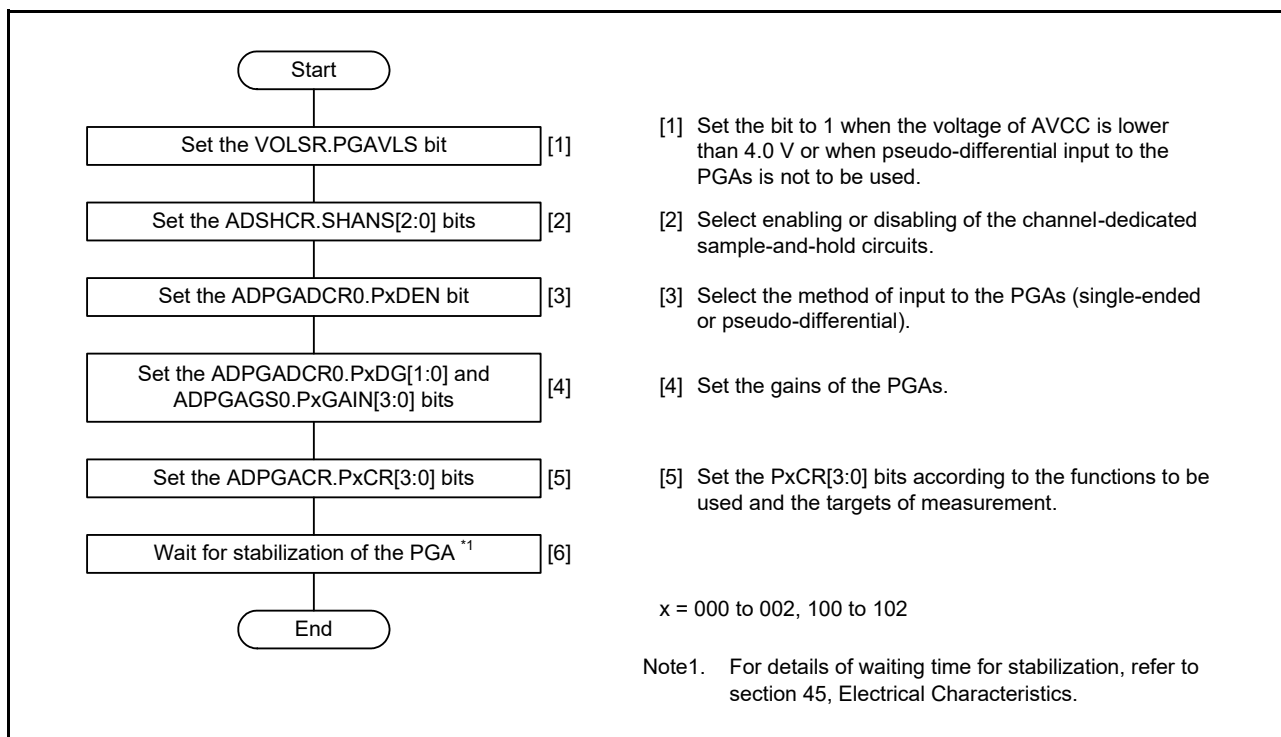 Start
Set the VOLSR.PGAVLS bit
[1]
Set the ADSHCR.SHANS[2:0] bits
[2]
Set the ADPGADCR0.PxDEN bit
[3]
Set the ADPGADCR0.PxDG[1:0] and
ADPGAGS0.PxGAIN[3:0] bits
[4]
Set the ADPGACR.PxCR[3:0] bits
[5]
Wait for stabilization of the PGA *1
[6]
End
[1] Set the bit to 1 when the voltage of AVCC is lower
than 4.0 V or when pseudo-differential input to the
PGAs is not to be used.
[2] Select enabling or disabling of the channel-dedicated
sample-and-hold circuits.
[3] Select the method of input to the PGAs (single-ended
or pseudo-differential).
[4] Set the gains of the PGAs.
[5] Set the PxCR[3:0] bits according to the functions to be
used and the targets of measurement.
x = 000 to 002, 100 to 102
Note1. For details of waiting time for stabilization, refer to
section 45, Electrical Characteristics.